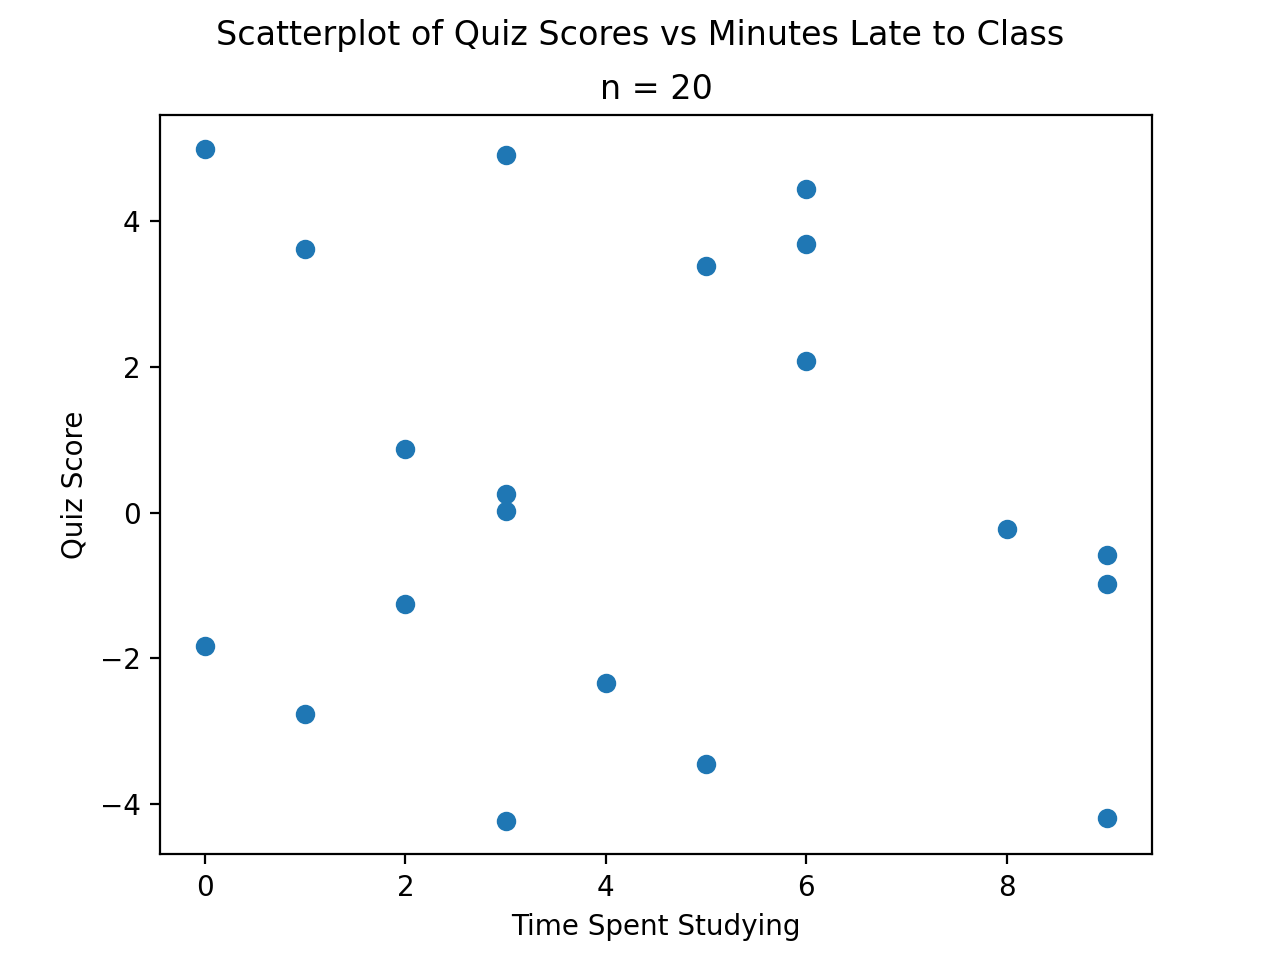 Scatterplot of Quiz Scores vs Minutes Late to Class
n = 20
4
2
0
−2
−4
Quiz Score
0 2 4 6 8
Time Spent Studying